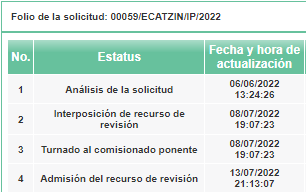 Folio de la solicitud: 00059/ECATZIN/IP/2022
No. Estatus Fecha y hora de
actualización
1 Análisis de la solicitud 06/06/2022
13:24:26
2 Interposición de recurso de
revisión 08/07/2022
19:07:23
3 Turnado al comisionado ponente 08/07/2022
19:07:23
4 Admisión del recurso de revisión 13/07/2022
21:13:07